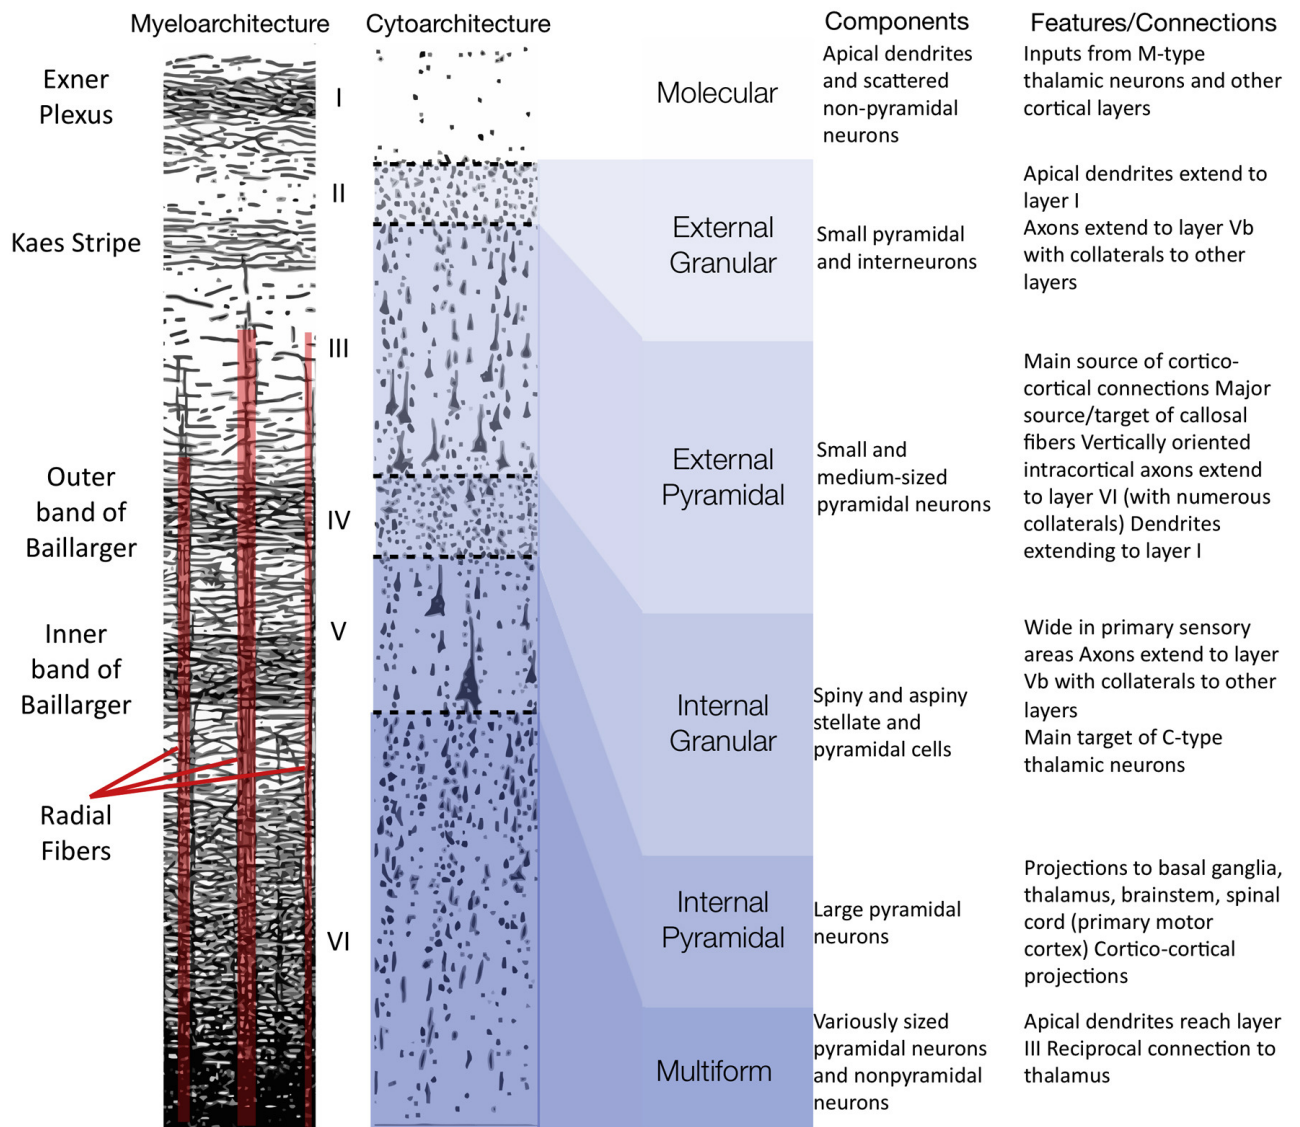 Myeloarchitecture
Cytoarchitecture
Components
Features/Connections
Exner
Plexus
Kaes Stripe
Outer
band of
Baillarger
Inner
band of
Baillarger
Radial
Fibers
I
II
III
IV
V
VI
Molecular
Apical dendrites
and scattered
non-pyramidal
neurons
Inputs from M-type
thalamic neurons and other
cortical layers
External
Granular
Small pyramidal
and interneurons
Apical dendrites extend to
layer I
Axons extend to layer Vb
with collaterals to other
layers
External
Pyramidal
Small and
medium-sized
pyramidal neurons
Main source of cortico-
cortical connections Major
source/target of callosal
fibers Vertically oriented
intracortical axons extend
to layer VI (with numerous
collaterals) Dendrites
extending to layer I
Internal
Granular
Spiny and aspiny
stellate and
pyramidal cells
Wide in primary sensory
areas Axons extend to layer
Vb with collaterals to other
layers
Main target of C-type
thalamic neurons
Internal
Pyramidal
Large pyramidal
neurons
Projections to basal ganglia,
thalamus, brainstem, spinal
cord (primary motor
cortex) Cortico-cortical
projections
Multiform
Variously sized
pyramidal neurons
and nonpyramidal
neurons
Apical dendrites reach layer
III Reciprocal connection to
thalamus